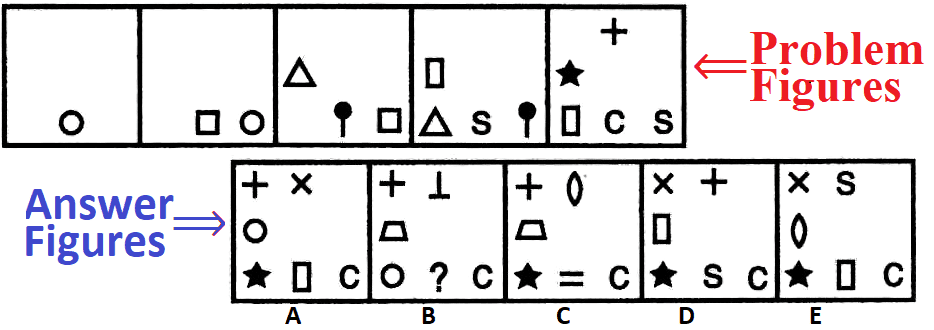 Problem
Figures
S
+
C S
Answer
Figures
+ ×
C
+
? C
+
= C
× +
S C
× S
C
A B C D E